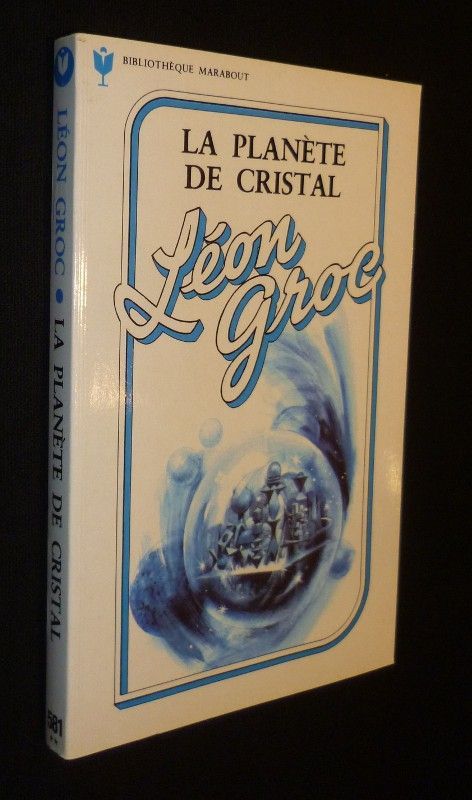 BIBLIOTHÈQUE MARABOUT
LA PLANÈTE
DE CRISTAL
Léon
Groc
LÉON GROC • LA PLANÈTE DE CRISTAL
581